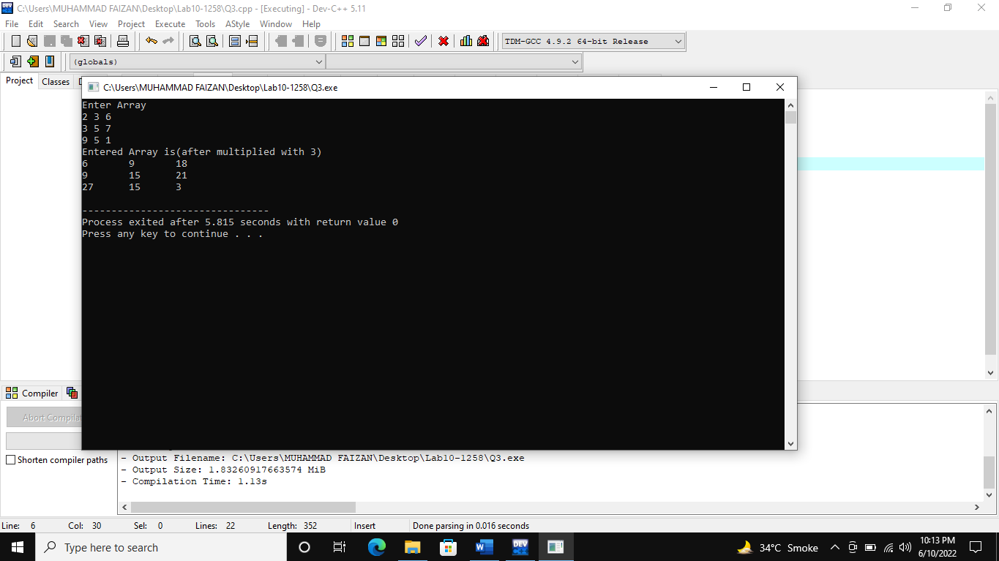 C:\Users\MUHAMMAD FAIZAN\Desktop\Lab10-1258\Q3.cpp - [Executing] - Dev-C++ 5.11
File Edit Search View Project Execute Tools AStyle Window Help
TDM-GCC 4.9.2 64-bit Release
(globals)
Project Classes
C:\Users\MUHAMMAD FAIZAN\Desktop\Lab10-1258\Q3.exe
Enter Array
2 3 6
3 5 7
9 5 1
Entered Array is(after multiplied with 3)
6 9 18
9 15 21
27 15 3
--------------------------------
Process exited after 5.815 seconds with return value 0
Press any key to continue . . .
Compiler
Abort
Shorten compiler paths
- Output Filename: C:\Users\MUHAMMAD FAIZAN\Desktop\Lab10-1258\Q3.exe
- Output Size: 1.83260917663574 MiB
- Compilation Time: 1.13s
Line: 6 Col: 30 Sel: 0 Lines: 22 Length: 352 Insert Done parsing in 0.016 seconds
Type here to search
DEV
34°C Smoke
10:13 PM
6/10/2022